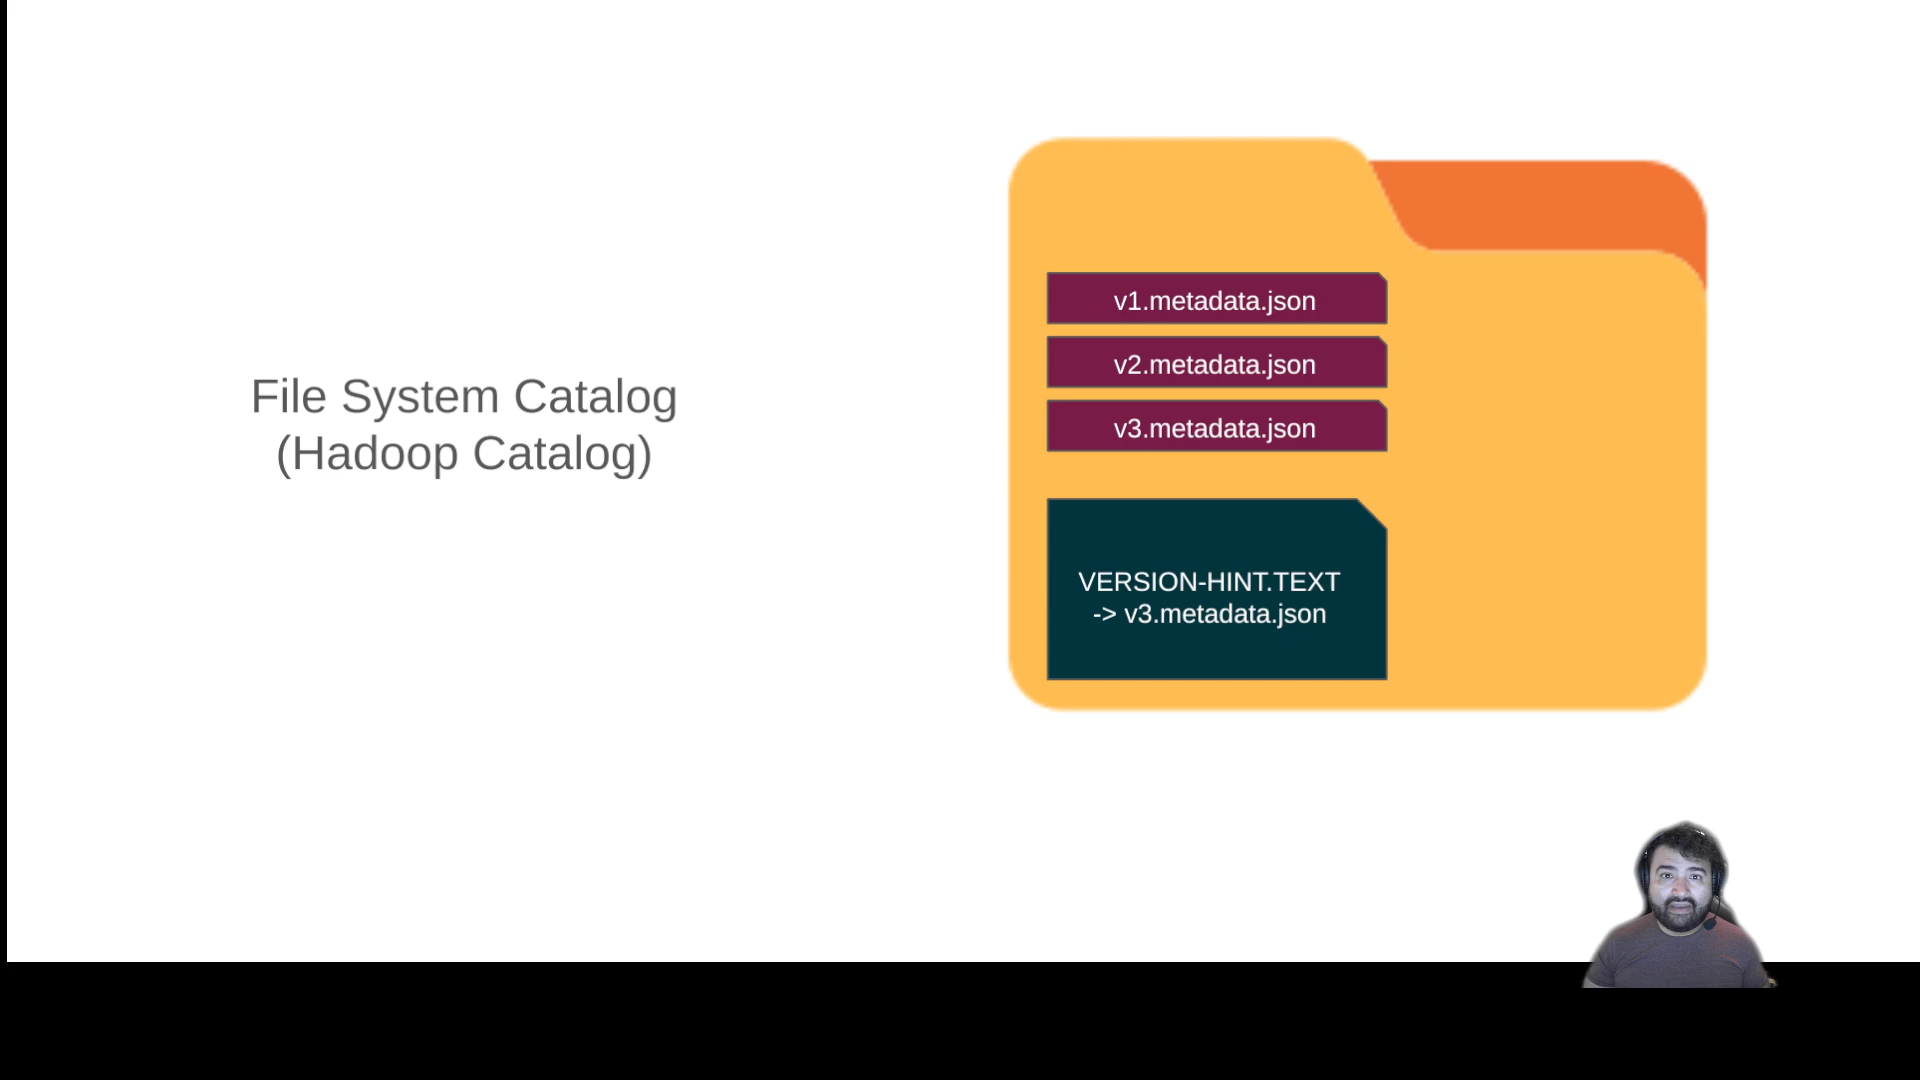 File System Catalog
(Hadoop Catalog)
v1.metadata.json
v2.metadata.json
v3.metadata.json
VERSION-HINT.TEXT
-> v3.metadata.json